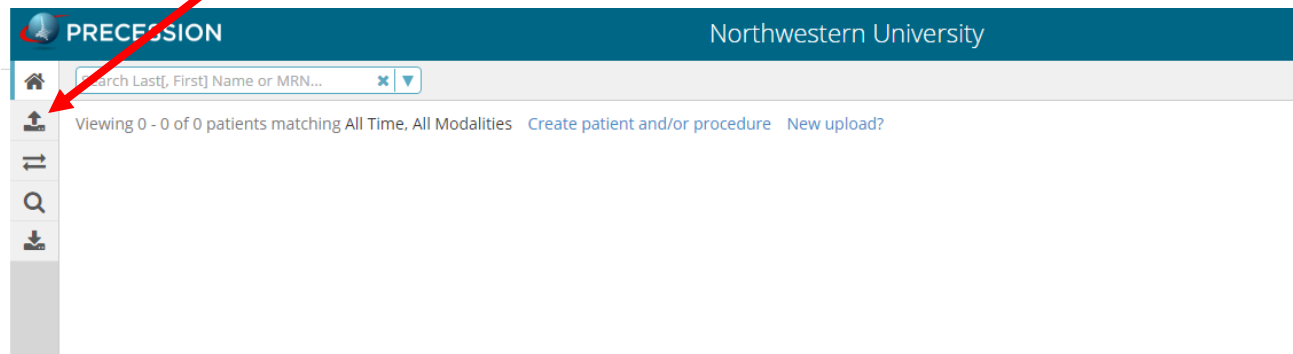 PRECESSION
Northwestern University
Search Last[, First] Name or MRN...
Viewing 0 - 0 of 0 patients matching All Time, All Modalities Create patient and/or procedure New upload?